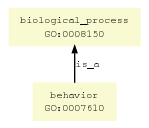 biological_process
GO:0008150
is_a
behavior
GO:0007610